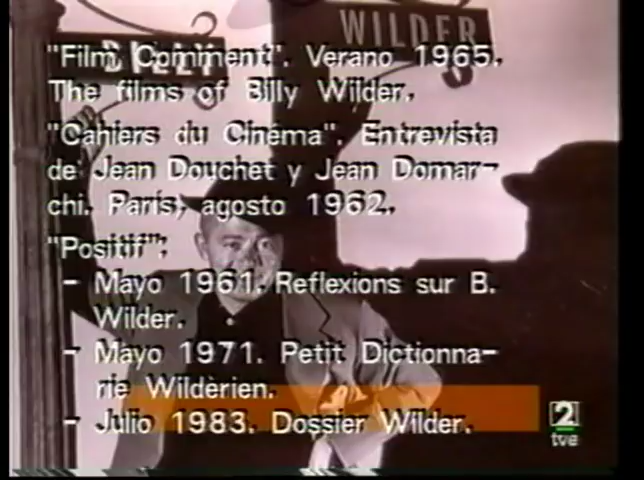 BILLY
WILDER
"Film Comment". Verano 1965.
The films of Billy Wilder.
"Cahiers du Cinéma". Entrevista
de Jean Douchet y Jean Domar-
chi. París, agosto 1962.
"Positif":
- Mayo 1961. Reflexions sur B.
Wilder.
- Mayo 1971. Petit Dictionna-
rie Wildèrien.
- Julio 1983. Dossier Wilder.
2
tve